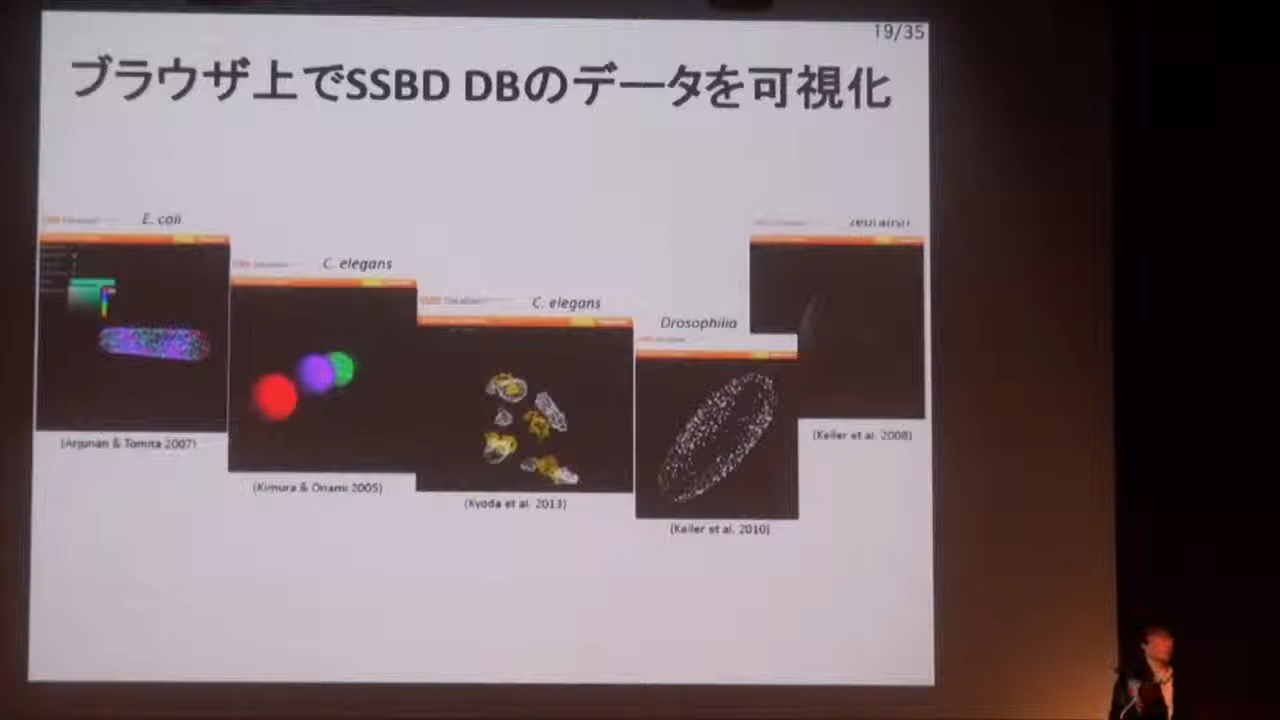 19/35
ブラウザ上でSSBD DBのデータを可視化
E. coli
C. elegans
C. elegans
Drosophilia
(Arjunan & Tomita 2007)
(Kimura & Onami 2005)
(Kyoda et al. 2013)
(Keller et al. 2010)
(Keller et al. 2008)